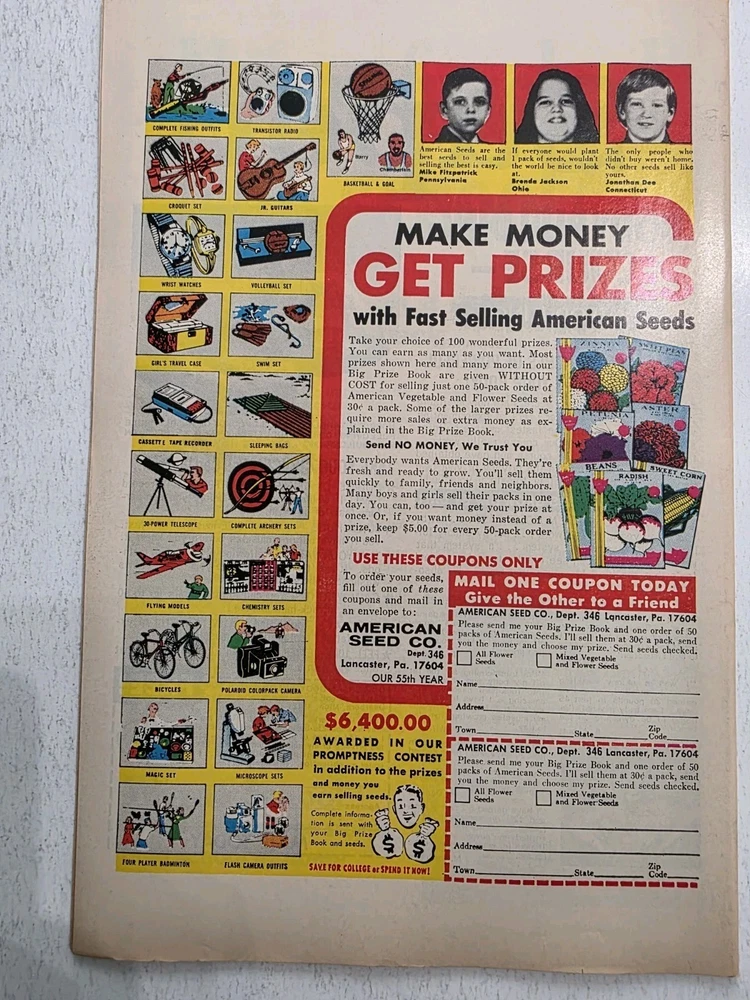 COMPLETE FISHING OUTFITS
TRANSISTOR RADIO
SPALDING
Barry
Chamberlain
BASKETBALL & GOAL
CROQUET SET
JR. GUITARS
WRIST WATCHES
VOLLEYBALL SET
GIRL'S TRAVEL CASE
SWIM SET
CASSETTE TAPE RECORDER
SLEEPING BAGS
30-POWER TELESCOPE
COMPLETE ARCHERY SETS
FLYING MODELS
CHEMISTRY SETS
BICYCLES
POLAROID COLORPACK CAMERA
MAGIC SET
MICROSCOPE SETS
FOUR PLAYER BADMINTON
FLASH CAMERA OUTFITS
American Seeds are the
best seeds to sell and
selling the best is easy.
Mike Fitspatrick
Pennsylvania
If everyone would plant
1 pack of seeds, wouldn't
the world be nice to look
at.
Brenda Jackson
Ohio
The only people who
didn't buy weren't home.
No other seeds sell like
yours.
Jonathan Dee
Connecticut
MAKE MONEY
GET PRIZES
with Fast Selling American Seeds
Take your choice of 100 wonderful prizes.
You can earn as many as you want. Most
prizes shown here and many more in our
Big Prize Book are given WITHOUT
COST for selling just one 50-pack order of
American Vegetable and Flower Seeds at
30¢ a pack. Some of the larger prizes re-
quire more sales or extra money as ex-
plained in the Big Prize Book.
Send NO MONEY, We Trust You
Everybody wants American Seeds. They're
fresh and ready to grow. You'll sell them
quickly to family, friends and neighbors.
Many boys and girls sell their packs in one
day. You can, too — and get your prize at
once. Or, if you want money instead of a
prize, keep $5.00 for every 50-pack order
you sell.
ZINNIA
SWEET PEAS
PETUNIA
ASTER
BEANS
RADISH
SWEET CORN
USE THESE COUPONS ONLY
To order your seeds,
fill out one of these
coupons and mail in
an envelope to:
AMERICAN
SEED CO.
Dept. 346
Lancaster, Pa. 17604
OUR 55th YEAR
MAIL ONE COUPON TODAY
Give the Other to a Friend
AMERICAN SEED CO., Dept. 346 Lancaster, Pa. 17604
Please send me your Big Prize Book and one order of 50
packs of American Seeds. I'll sell them at 30¢ a pack, send
you the money and choose my prize. Send seeds checked.
All Flower Seeds
Mixed Vegetable and Flower Seeds
Name
Address
Town State Zip Code
AMERICAN SEED CO., Dept. 346 Lancaster, Pa. 17604
Please send me your Big Prize Book and one order of 50
packs of American Seeds. I'll sell them at 30¢ a pack, send
you the money and choose my prize. Send seeds checked.
All Flower Seeds
Mixed Vegetable and Flower Seeds
Name
Address
Town State Zip Code
$6,400.00
AWARDED IN OUR
PROMPTNESS CONTEST
in addition to the prizes
and money you
earn selling seeds.
Complete informa-
tion is sent with
your Big Prize
Book and seeds.
$ $
SAVE FOR COLLEGE or SPEND IT NOW!